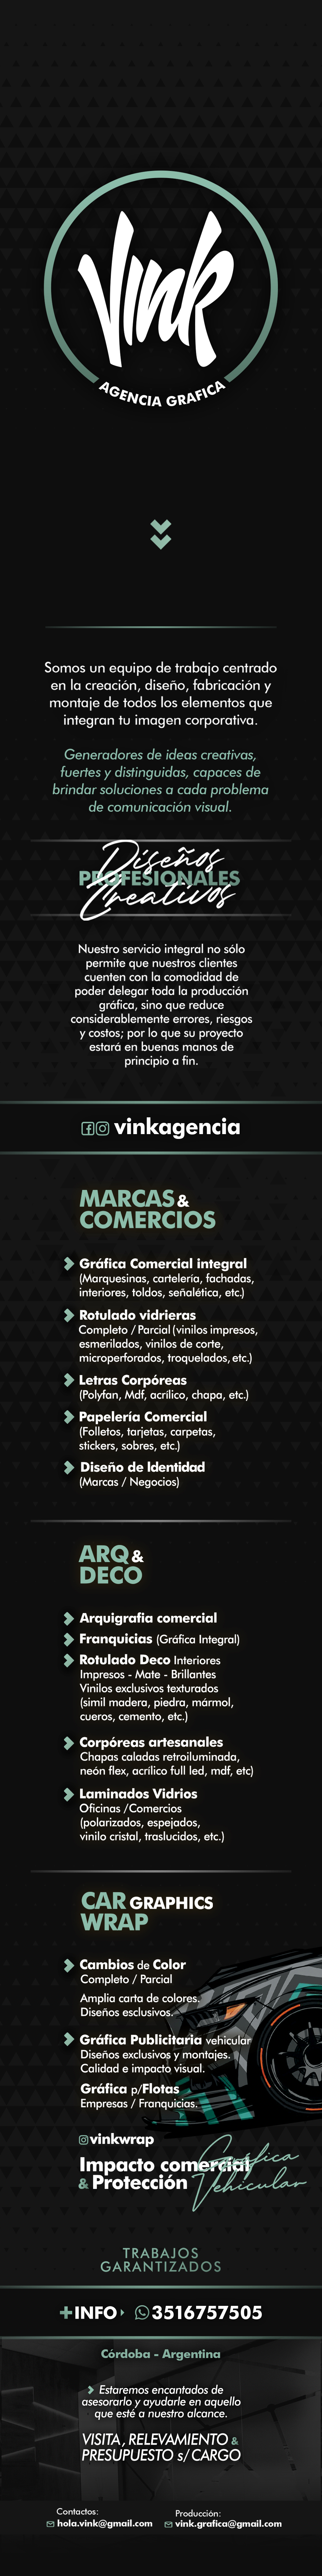 Vink
AGENCIA GRAFICA
Somos un equipo de trabajo centrado
en la creación, diseño, fabricación y
montaje de todos los elementos que
integran tu imagen corporativa.
Generadores de ideas creativas,
fuertes y distinguidas, capaces de
brindar soluciones a cada problema
de comunicación visual.
Diseños
PROFESIONALES
Creativos
Nuestro servicio integral no sólo
permite que nuestros clientes
cuenten con la comodidad de
poder delegar toda la producción
gráfica, sino que reduce
considerablemente errores, riesgos
y costos; por lo que su proyecto
estará en buenas manos de
principio a fin.
vinkagencia
MARCAS&
COMERCIOS
Gráfica Comercial integral
(Marquesinas, cartelería, fachadas,
interiores, toldos, señalética, etc.)
Rotulado vidrieras
Completo / Parcial (vinilos impresos,
esmerilados, vinilos de corte,
microperforados, troquelados, etc.)
Letras Corpóreas
(Polyfan, Mdf, acrílico, chapa, etc.)
Papelería Comercial
(Folletos, tarjetas, carpetas,
stickers, sobres, etc.)
Diseño de Identidad
(Marcas / Negocios)
ARQ&
DECO
Arquigrafia comercial
Franquicias (Gráfica Integral)
Rotulado Deco Interiores
Impresos - Mate - Brillantes
Vinilos exclusivos texturados
(simil madera, piedra, mármol,
cueros, cemento, etc.)
Corpóreas artesanales
Chapas caladas retroiluminada,
neón flex, acrílico full led, mdf, etc)
Laminados Vidrios
Oficinas /Comercios
(polarizados, espejados,
vinilo cristal, traslucidos, etc.)
CAR GRAPHICS
WRAP
Cambios de Color
Completo / Parcial
Amplia carta de colores.
Diseños exclusivos.
Gráfica Publicitaria vehicular
Diseños exclusivos y montajes.
Calidad e impacto visual.
Gráfica p/Flotas
Empresas / Franquicias.
vinkwrap
Impacto comercial
& Protección
Gráfica
Vehicular
TRABAJOS
GARANTIZADOS
+INFO 3516757505
Córdoba - Argentina
Estaremos encantados de
asesorarlo y ayudarle en aquello
que esté a nuestro alcance.
VISITA, RELEVAMIENTO &
PRESUPUESTO s/ CARGO
Contactos:
hola.vink@gmail.com
Producción:
vink.grafica@gmail.com